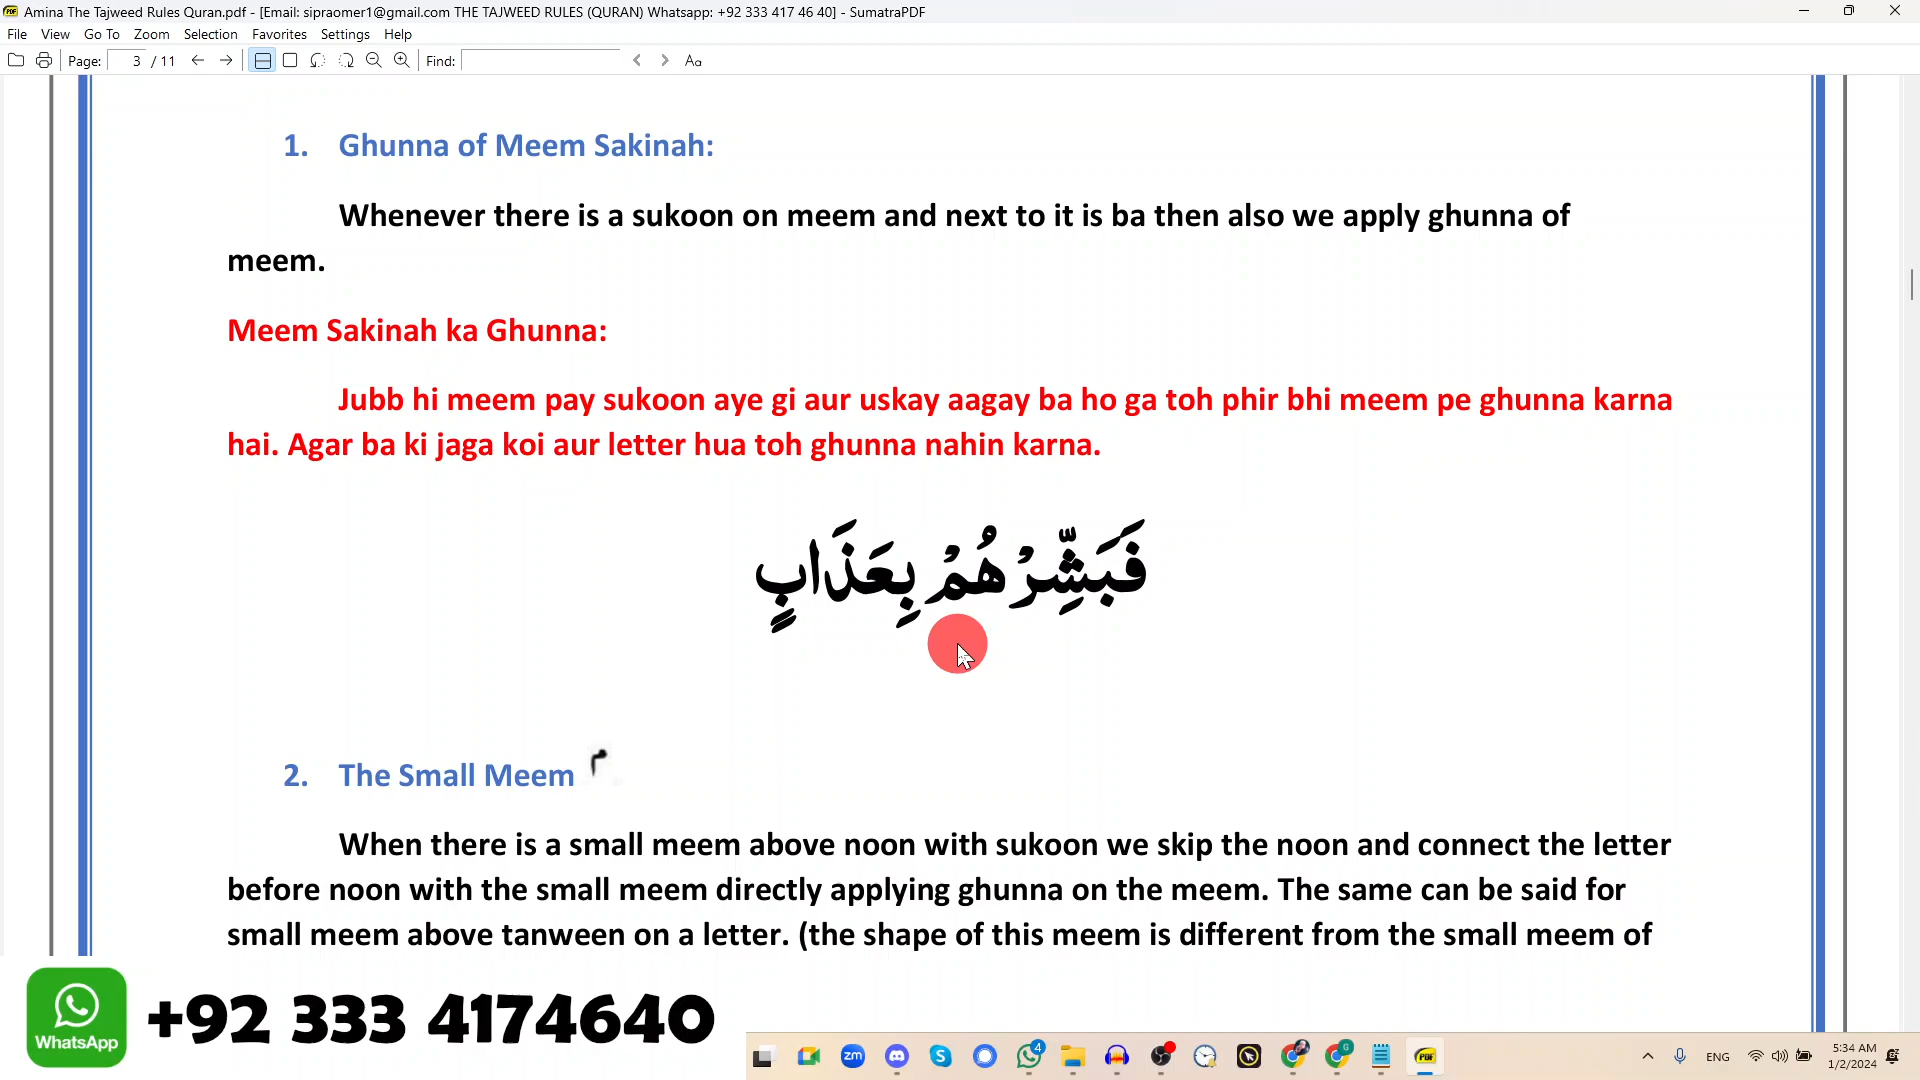 Amina The Tajweed Rules Quran.pdf - [Email: sipraomer1@gmail.com THE TAJWEED RULES (QURAN) Whatsapp: +92 333 417 46 40] - SumatraPDF
File View Go To Zoom Selection Favorites Settings Help
Page: 3 / 11 Find: Aa
1. Ghunna of Meem Sakinah:
Whenever there is a sukoon on meem and next to it is ba then also we apply ghunna of
meem.
Meem Sakinah ka Ghunna:
Jubb hi meem pay sukoon aye gi aur uskay aagay ba ho ga toh phir bhi meem pe ghunna karna
hai. Agar ba ki jaga koi aur letter hua toh ghunna nahin karna.
فَبَشِّرْهُمْ بِعَذَابٍ
2. The Small Meem م
When there is a small meem above noon with sukoon we skip the noon and connect the letter
before noon with the small meem directly applying ghunna on the meem. The same can be said for
small meem above tanween on a letter. (the shape of this meem is different from the small meem of
WhatsApp
+92 333 4174640
zm
4
G
PDF
ENG
5:34 AM
1/2/2024